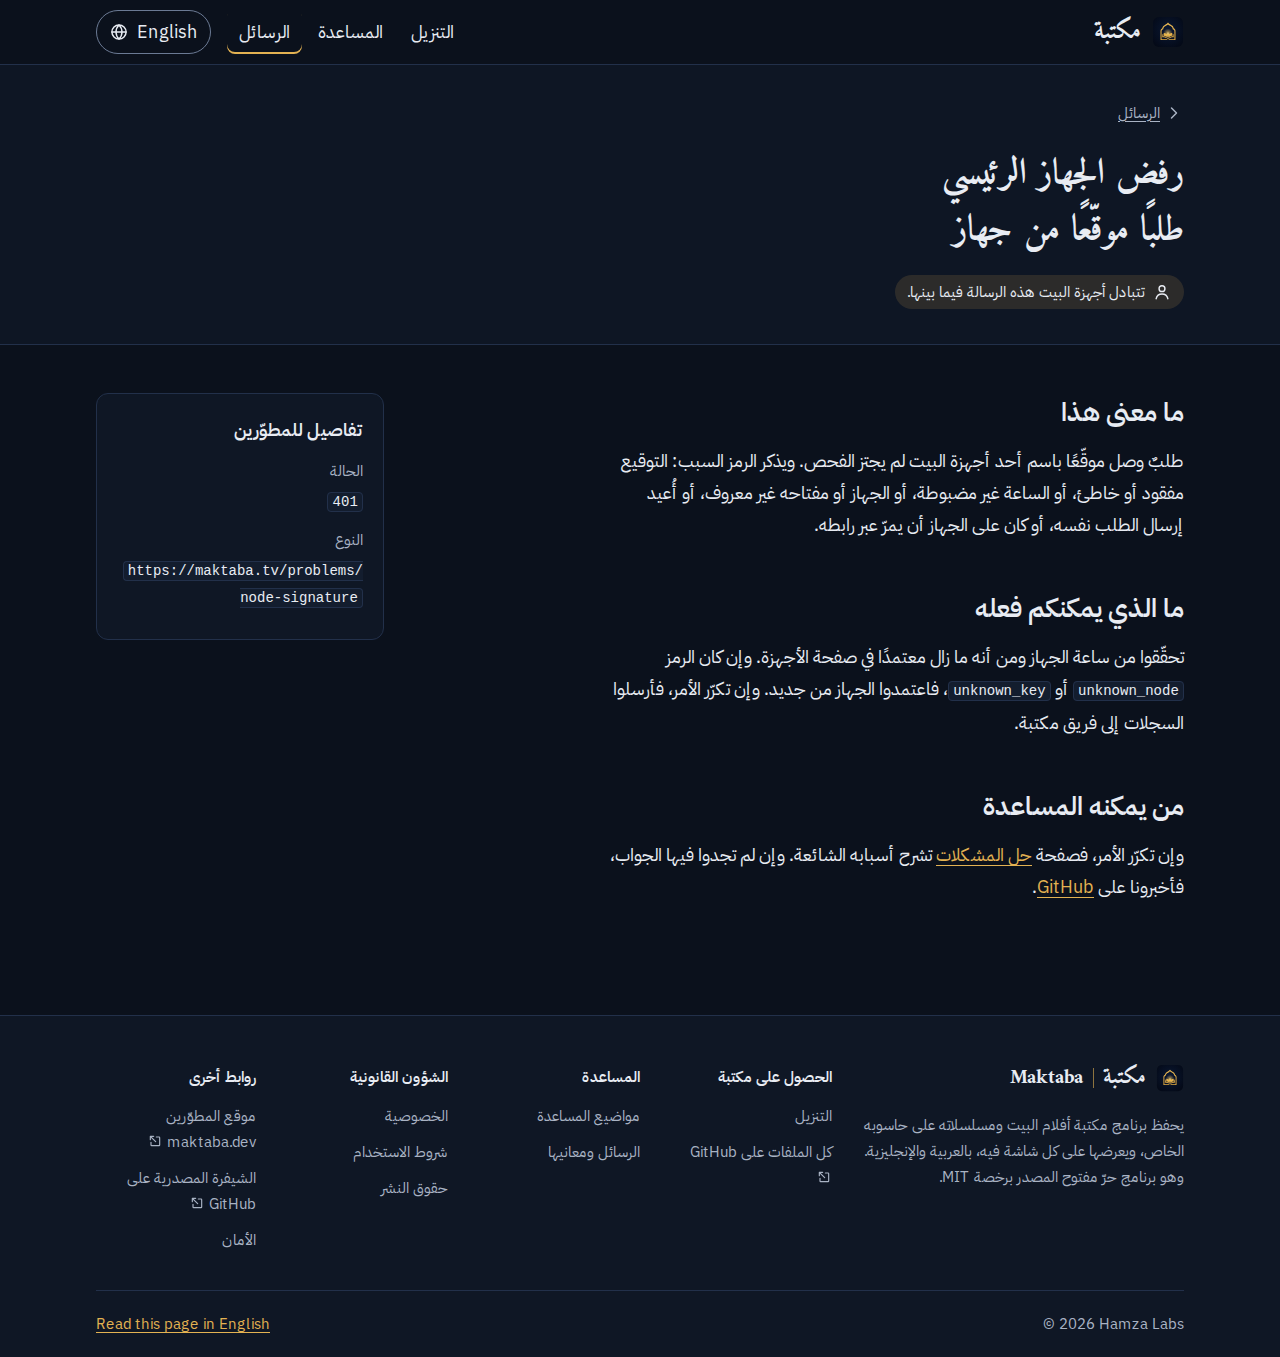 مكتبة
التنزيل
المساعدة
الرسائل
English
الرسائل
رفض الجهاز الرئيسي
طلبًا موقّعًا من جهاز
تتبادل أجهزة البيت هذه الرسالة فيما بينها.
ما معنى هذا
طلبٌ وصل موقّعًا باسم أحد أجهزة البيت لم يجتز الفحص. ويذكر الرمز السبب: التوقيع
مفقود أو خاطئ، أو الساعة غير مضبوطة، أو الجهاز أو مفتاحه غير معروف، أو أُعيد
إرسال الطلب نفسه، أو كان على الجهاز أن يمرّ عبر رابطه.
ما الذي يمكنكم فعله
تحقّقوا من ساعة الجهاز ومن أنه ما زال معتمدًا في صفحة الأجهزة. وإن كان الرمز
unknown_node أو unknown_key، فاعتمدوا الجهاز من جديد. وإن تكرّر الأمر، فأرسلوا
السجلات إلى فريق مكتبة.
من يمكنه المساعدة
وإن تكرّر الأمر، فصفحة حل المشكلات تشرح أسبابه الشائعة. وإن لم تجدوا فيها الجواب،
فأخبرونا على GitHub.
تفاصيل للمطوّرين
الحالة
401
النوع
https://maktaba.tv/problems/
node-signature
مكتبة | Maktaba
يحفظ برنامج مكتبة أفلام البيت ومسلسلاته على حاسوبه
الخاص، ويعرضها على كل شاشة فيه، بالعربية والإنجليزية.
وهو برنامج حرّ مفتوح المصدر برخصة MIT.
الحصول على مكتبة
التنزيل
كل الملفات على GitHub
المساعدة
مواضيع المساعدة
الرسائل ومعانيها
الشؤون القانونية
الخصوصية
شروط الاستخدام
حقوق النشر
روابط أخرى
موقع المطوّرين
maktaba.dev
الشيفرة المصدرية على
GitHub
الأمان
© 2026 Hamza Labs
Read this page in English